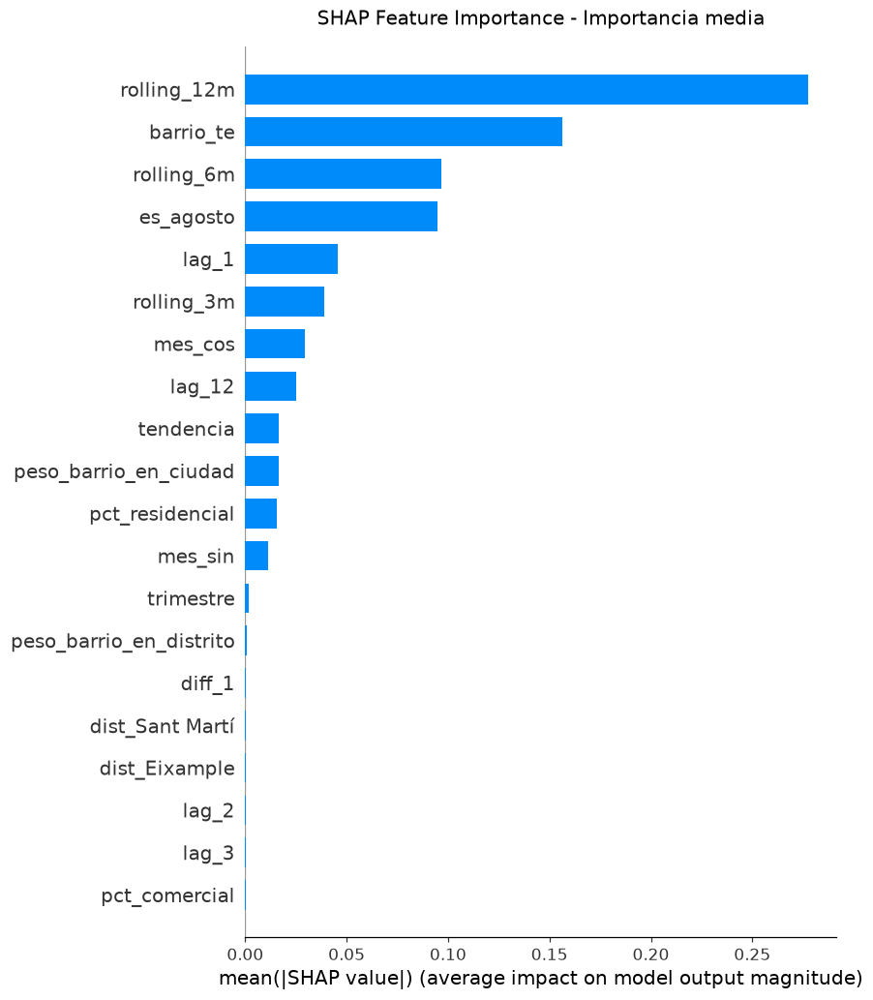 SHAP Feature Importance - Importancia media
rolling_12m
barrio_te
rolling_6m
es_agosto
lag_1
rolling_3m
mes_cos
lag_12
tendencia
peso_barrio_en_ciudad
pct_residencial
mes_sin
trimestre
peso_barrio_en_distrito
diff_1
dist_Sant Martí
dist_Eixample
lag_2
lag_3
pct_comercial
0.00 0.05 0.10 0.15 0.20 0.25
mean(|SHAP value|) (average impact on model output magnitude)